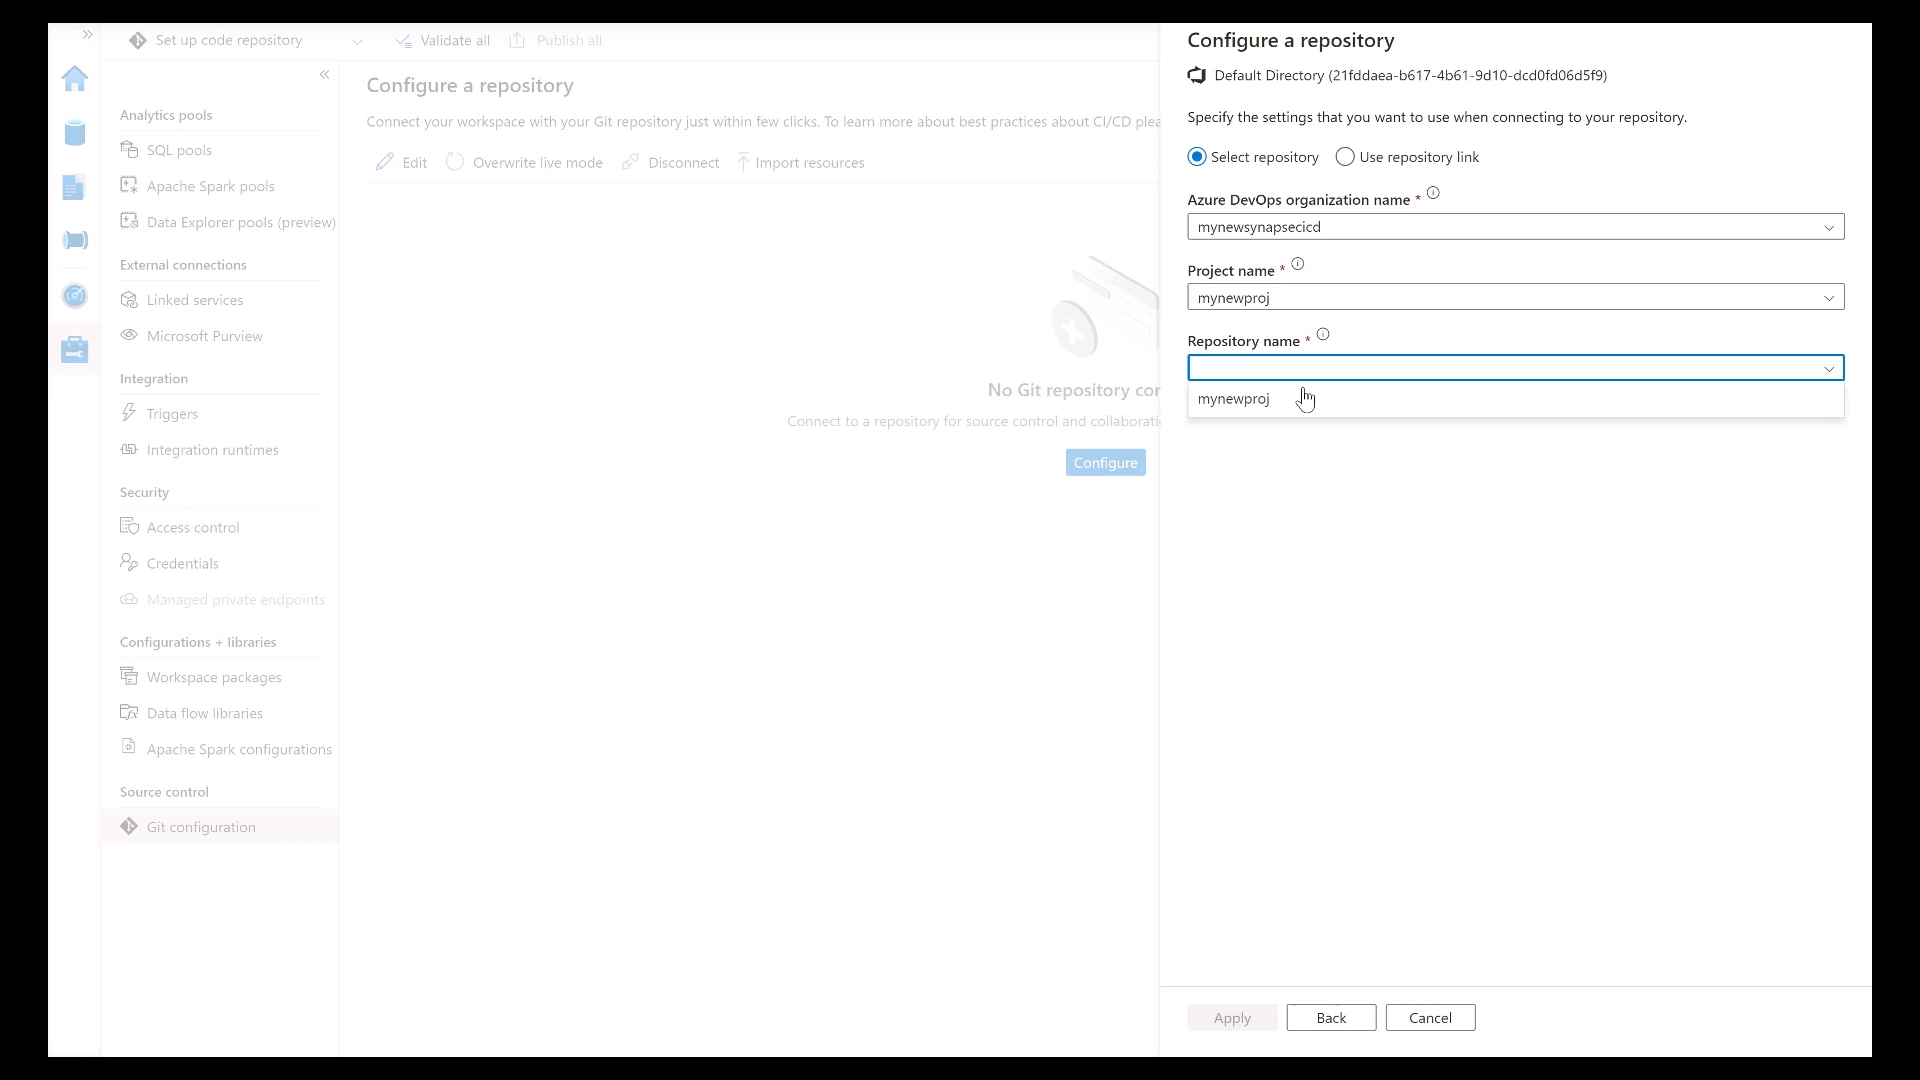 Set up code repository
Validate all
Publish all
Analytics pools
SQL pools
Apache Spark pools
Data Explorer pools (preview)
External connections
Linked services
Microsoft Purview
Integration
Triggers
Integration runtimes
Security
Access control
Credentials
Managed private endpoints
Configurations + libraries
Workspace packages
Data flow libraries
Apache Spark configurations
Source control
Git configuration
Configure a repository
Connect your workspace with your Git repository just within few clicks. To learn more about best practices about CI/CD plea
Edit
Overwrite live mode
Disconnect
Import resources
No Git repository con
Connect to a repository for source control and collaborati
Configure
Configure a repository
Default Directory (21fddaea-b617-4b61-9d10-dcd0fd06d5f9)
Specify the settings that you want to use when connecting to your repository.
Select repository
Use repository link
Azure DevOps organization name *
mynewsynapsecicd
Project name *
mynewproj
Repository name *
mynewproj
Apply
Back
Cancel